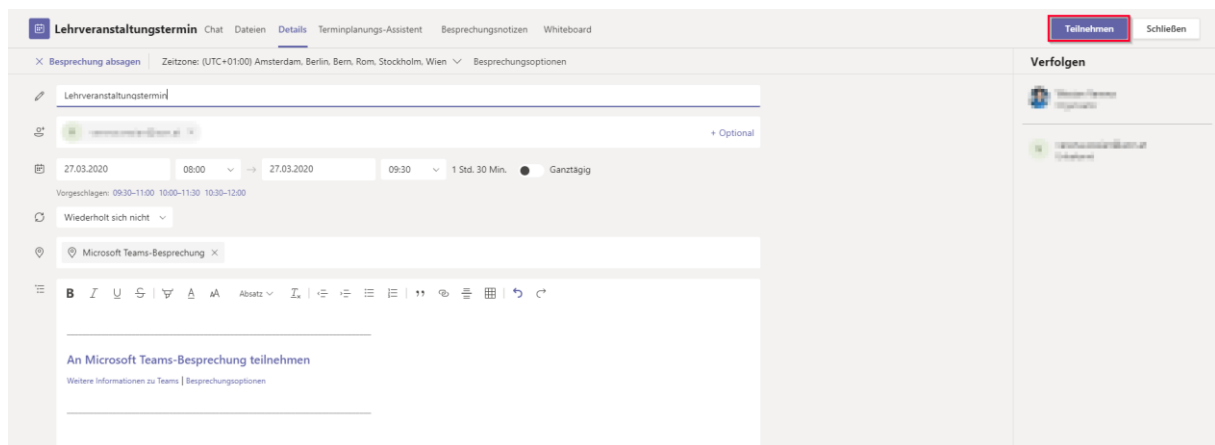 Lehrveranstaltungstermin Chat Dateien Details Terminplanungs-Assistent Besprechungsnotizen Whiteboard Teilnehmen Schließen
Besprechung absagen Zeitzone: (UTC+01:00) Amsterdam, Berlin, Bern, Rom, Stockholm, Wien Besprechungsoptionen Verfolgen
Lehrveranstaltungstermin
+ Optional
27.03.2020 08:00 → 27.03.2020 09:30 1 Std. 30 Min. Ganztägig
Vorgeschlagen: 09:30–11:00 10:00–11:30 10:30–12:00
Wiederholt sich nicht
Microsoft Teams-Besprechung
B I U S A AA Absatz
An Microsoft Teams-Besprechung teilnehmen
Weitere Informationen zu Teams | Besprechungsoptionen